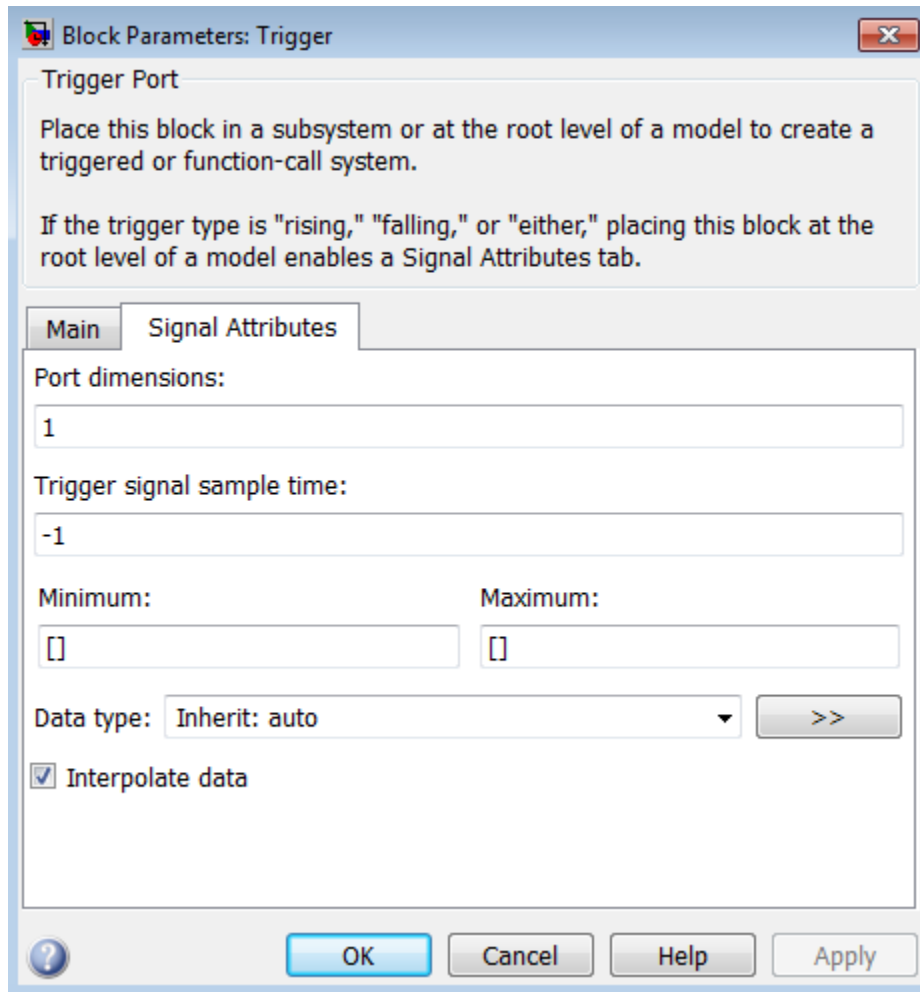 Block Parameters: Trigger
Trigger Port
Place this block in a subsystem or at the root level of a model to create a
triggered or function-call system.
If the trigger type is "rising," "falling," or "either," placing this block at the
root level of a model enables a Signal Attributes tab.
Main Signal Attributes
Port dimensions:
1
Trigger signal sample time:
-1
Minimum: Maximum:
[] []
Data type: Inherit: auto >>
Interpolate data
? OK Cancel Help Apply